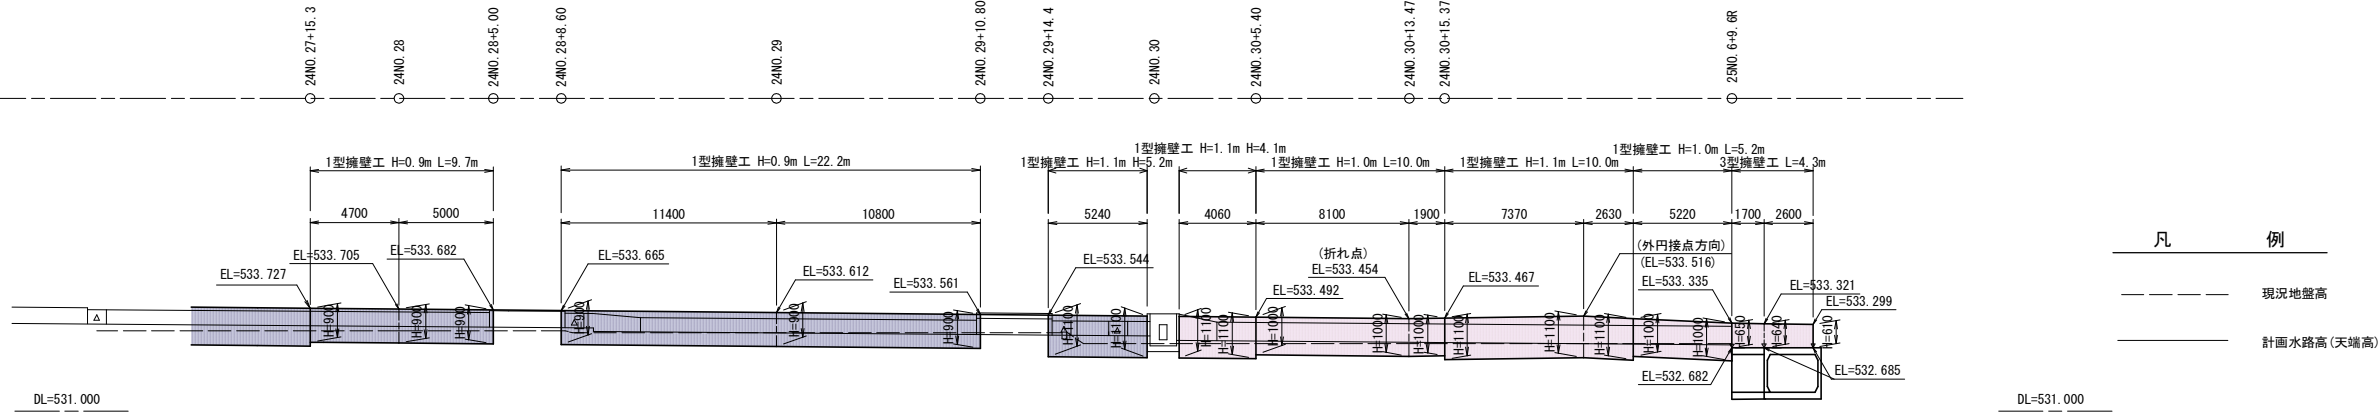 24NO.27+15.3
24NO.28
24NO.28+5.00
24NO.28+8.60
24NO.29
24NO.29+10.80
24NO.29+14.4
24NO.30
24NO.30+5.40
24NO.30+13.47
24NO.30+15.37
25NO.6+9.6R
1型擁壁工 H=0.9m L=9.7m
1型擁壁工 H=0.9m L=22.2m
1型擁壁工 H=1.1m H=5.2m
1型擁壁工 H=1.1m H=4.1m
1型擁壁工 H=1.0m L=10.0m
1型擁壁工 H=1.1m L=10.0m
1型擁壁工 H=1.0m L=5.2m
3型擁壁工 L=4.3m
4700
5000
11400
10800
5240
4060
8100
1900
7370
2630
5220
1700
2600
EL=533.727
EL=533.705
EL=533.682
EL=533.665
EL=533.612
EL=533.561
EL=533.544
EL=533.492
(折れ点)
EL=533.454
EL=533.467
(外円接点方向)
(EL=533.516)
EL=533.335
EL=533.321
EL=533.299
H=900
H=900
H=900
H=900
H=900
H=900
H=1100
H=1100
H=1100
H=1100
H=1000
H=1000
H=1000
H=1100
H=1100
H=1100
H=1000
H=1000
H=650
H=640
H=610
EL=532.682
EL=532.685
DL=531.000
DL=531.000
凡 例
現況地盤高
計画水路高(天端高)